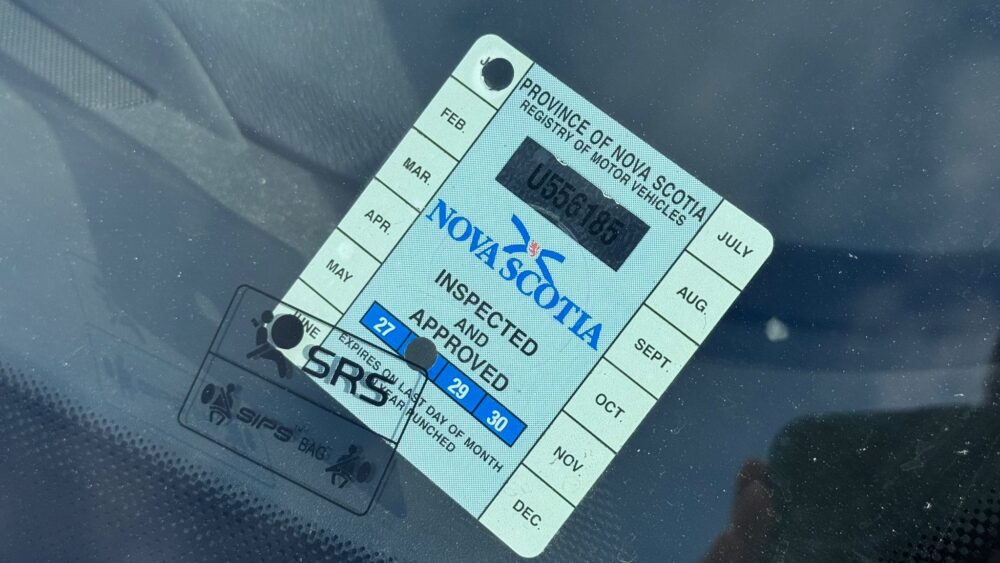 PROVINCE OF NOVA SCOTIA
REGISTRY OF MOTOR VEHICLES
U556185
NOVA SCOTIA
INSPECTED
AND
APPROVED
27 29 30
EXPIRES ON LAST DAY OF MONTH
PUNCHED
FEB.
MAR.
APR.
MAY
JUNE
JULY
AUG.
SEPT.
OCT.
NOV.
DEC.
SRS
SIPS BAG